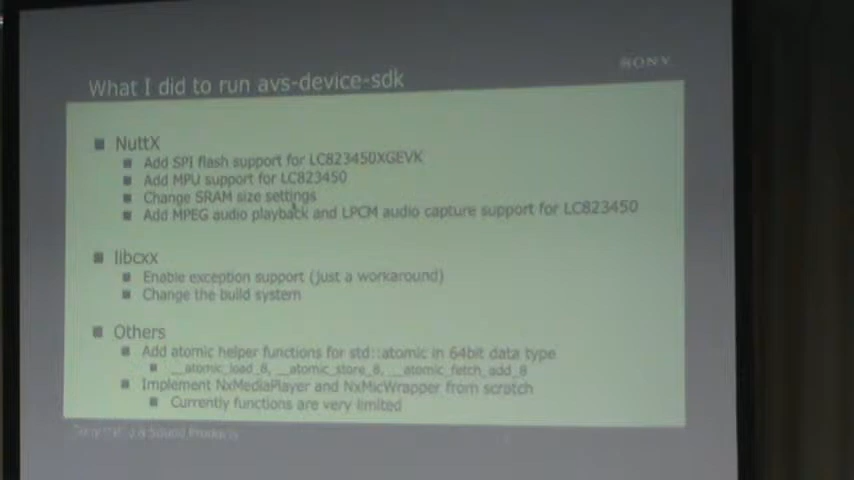 SONY
What I did to run avs-device-sdk
NuttX
Add SPI flash support for LC823450XGEVK
Add MPU support for LC823450
Change SRAM size settings
Add MPEG audio playback and LPCM audio capture support for LC823450
libcxx
Enable exception support (just a workaround)
Change the build system
Others
Add atomic helper functions for std::atomic in 64bit data type
__atomic_load_8, __atomic_store_8, __atomic_fetch_add_8
Implement NxMediaPlayer and NxMicWrapper from scratch
Currently functions are very limited
& Sound Products